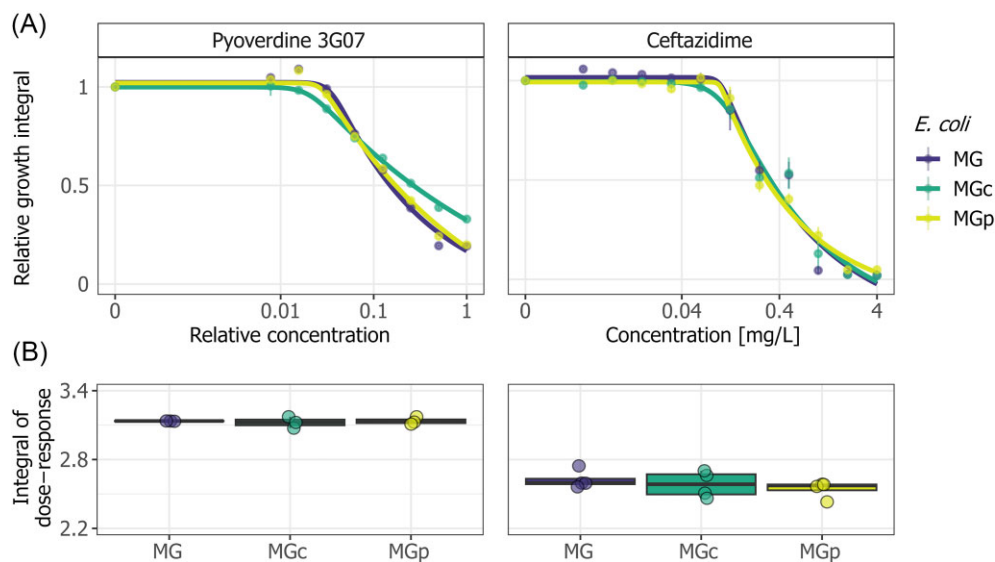 (A)
Pyoverdine 3G07
Ceftazidime
Relative growth integral
1
0.5
0
0
0.01
0.1
1
Relative concentration
0
0.04
0.4
4
Concentration [mg/L]
E. coli
MG
MGc
MGp
(B)
Integral of
dose−response
3.4
2.8
2.2
MG
MGc
MGp
MG
MGc
MGp